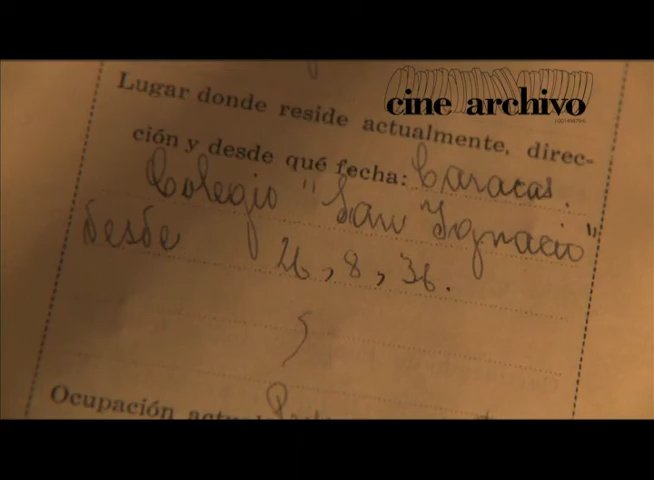 cine archivo
Lugar donde reside actualmente, direc-
ción y desde qué fecha: Caracas.
Colegio "San Ignacio"
desde 26, 8, 36.
Ocupación